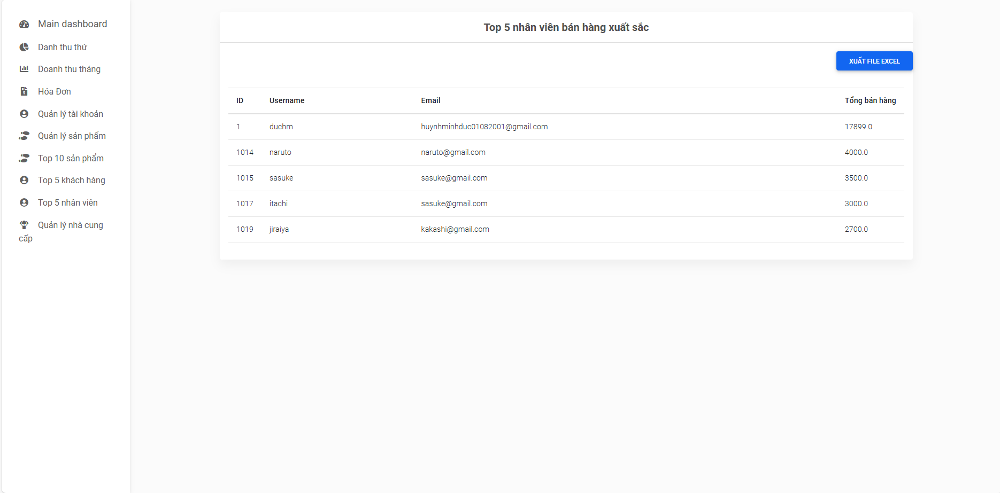 Main dashboard
Danh thu thứ
Doanh thu tháng
Hóa Đơn
Quản lý tài khoản
Quản lý sản phẩm
Top 10 sản phẩm
Top 5 khách hàng
Top 5 nhân viên
Quản lý nhà cung
cấp
Top 5 nhân viên bán hàng xuất sắc
XUẤT FILE EXCEL
ID Username Email Tổng bán hàng
1 duchm huynhminhduc01082001@gmail.com 17899.0
1014 naruto naruto@gmail.com 4000.0
1015 sasuke sasuke@gmail.com 3500.0
1017 itachi sasuke@gmail.com 3000.0
1019 jiraiya kakashi@gmail.com 2700.0